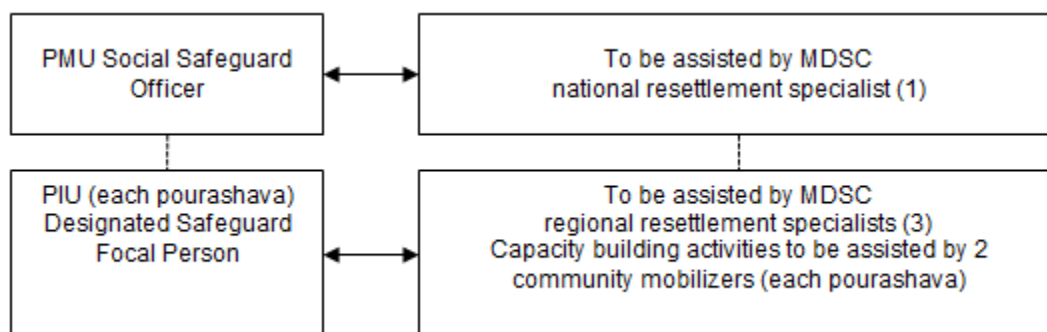 PMU Social Safeguard
Officer
To be assisted by MDSC
national resettlement specialist (1)
PIU (each pourashava)
Designated Safeguard
Focal Person
To be assisted by MDSC
regional resettlement specialists (3)
Capacity building activities to be assisted by 2
community mobilizers (each pourashava)